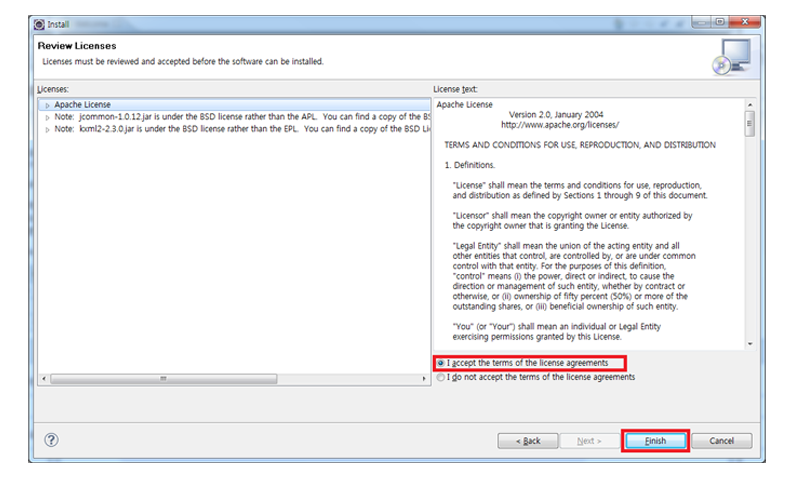 Install
Review Licenses
Licenses must be reviewed and accepted before the software can be installed.
Licenses:
Apache License
Note: jcommon-1.0.12.jar is under the BSD license rather than the APL. You can find a copy of the BS
Note: kxml2-2.3.0.jar is under the BSD license rather than the EPL. You can find a copy of the BSD Li
License text:
Apache License
Version 2.0, January 2004
http://www.apache.org/licenses/
TERMS AND CONDITIONS FOR USE, REPRODUCTION, AND DISTRIBUTION
1. Definitions.
"License" shall mean the terms and conditions for use, reproduction,
and distribution as defined by Sections 1 through 9 of this document.
"Licensor" shall mean the copyright owner or entity authorized by
the copyright owner that is granting the License.
"Legal Entity" shall mean the union of the acting entity and all
other entities that control, are controlled by, or are under common
control with that entity. For the purposes of this definition,
"control" means (i) the power, direct or indirect, to cause the
direction or management of such entity, whether by contract or
otherwise, or (ii) ownership of fifty percent (50%) or more of the
outstanding shares, or (iii) beneficial ownership of such entity.
"You" (or "Your") shall mean an individual or Legal Entity
exercising permissions granted by this License.
I accept the terms of the license agreements
I do not accept the terms of the license agreements
?
< Back
Next >
Finish
Cancel